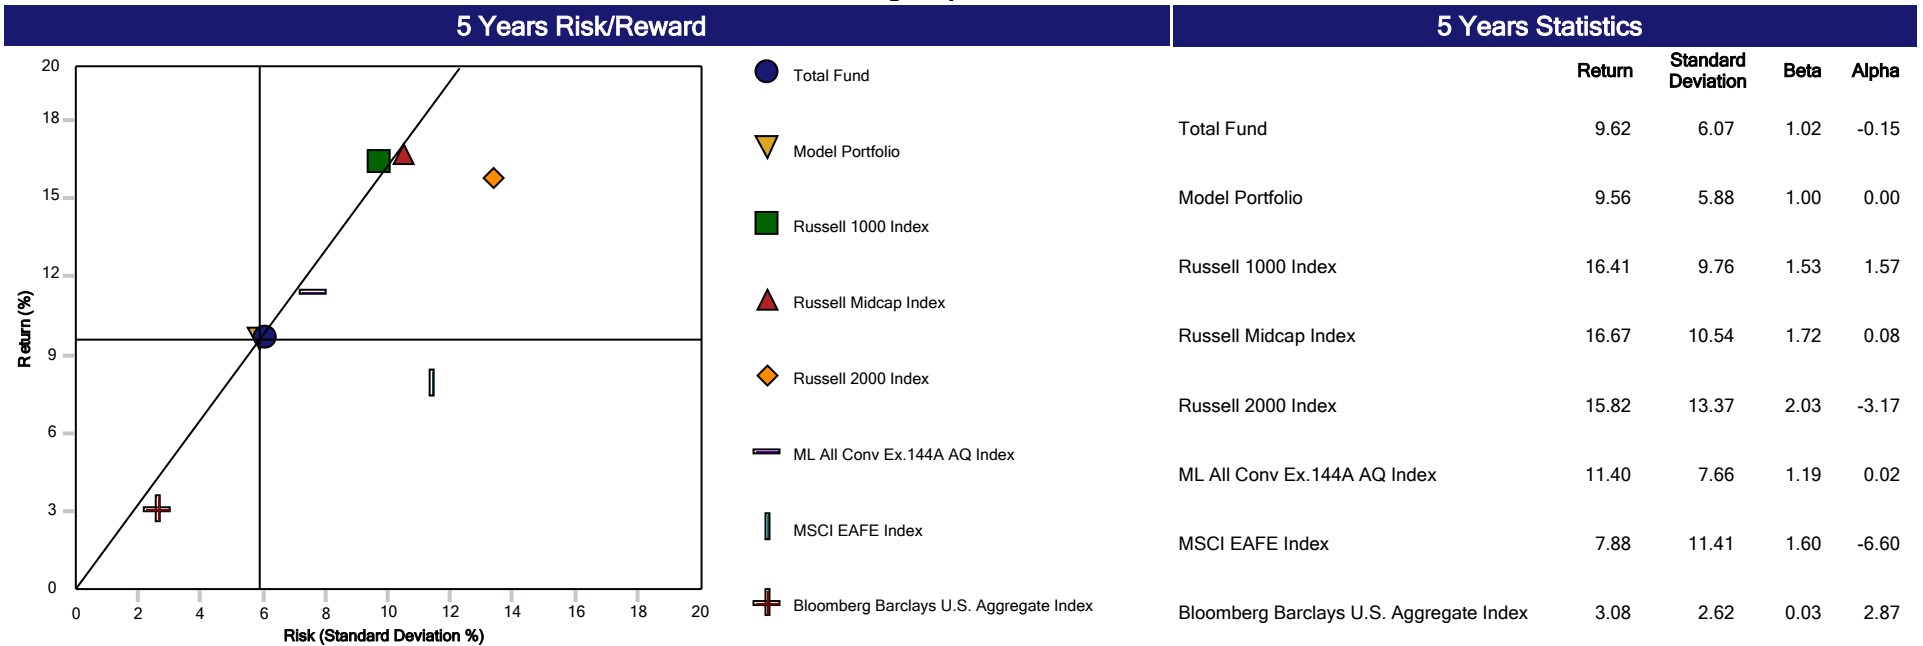 5 Years Risk/Reward
20
18
15
12
9
6
3
0
Return (%)
0 2 4 6 8 10 12 14 16 18 20
Risk (Standard Deviation %)
Total Fund
Model Portfolio
Russell 1000 Index
Russell Midcap Index
Russell 2000 Index
ML All Conv Ex.144A AQ Index
MSCI EAFE Index
Bloomberg Barclays U.S. Aggregate Index
5 Years Statistics
Return Standard Deviation Beta Alpha
Total Fund 9.62 6.07 1.02 -0.15
Model Portfolio 9.56 5.88 1.00 0.00
Russell 1000 Index 16.41 9.76 1.53 1.57
Russell Midcap Index 16.67 10.54 1.72 0.08
Russell 2000 Index 15.82 13.37 2.03 -3.17
ML All Conv Ex.144A AQ Index 11.40 7.66 1.19 0.02
MSCI EAFE Index 7.88 11.41 1.60 -6.60
Bloomberg Barclays U.S. Aggregate Index 3.08 2.62 0.03 2.87